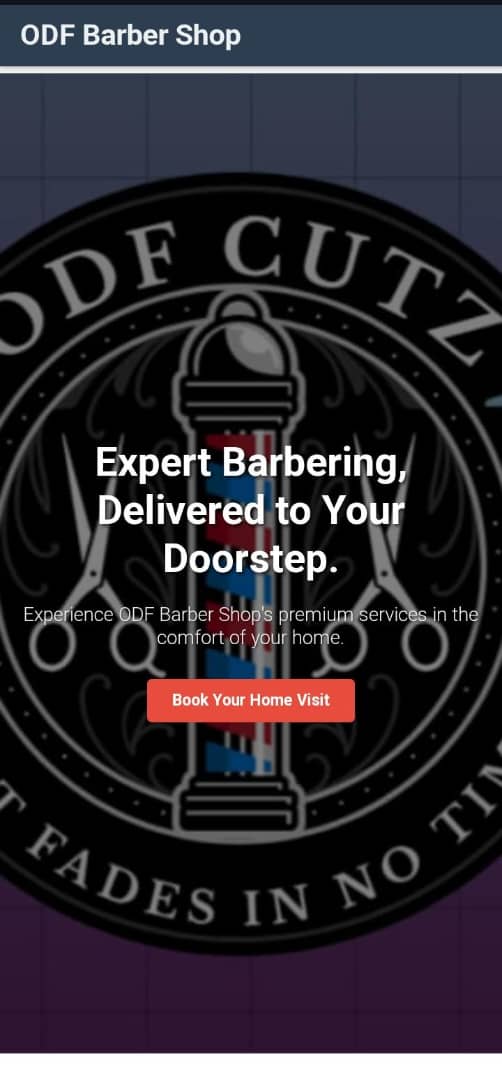 ODF Barber Shop
ODF CUTZ
Expert Barbering,
Delivered to Your
Doorstep.
Experience ODF Barber Shop's premium services in the
comfort of your home.
Book Your Home Visit
FADES IN NO